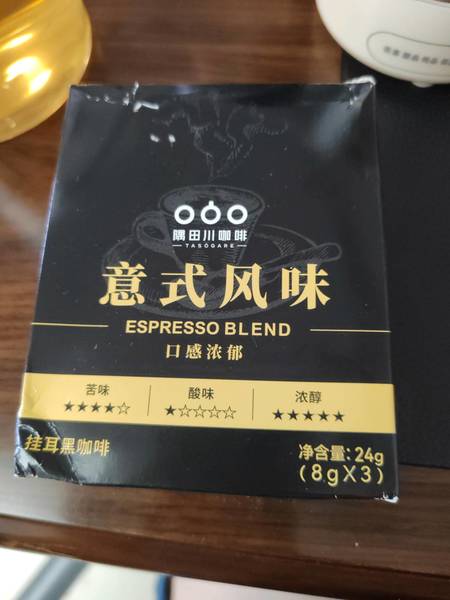 隅田川咖啡
TASOGARE
意式风味
ESPRESSO BLEND
口感浓郁
苦味 酸味 浓醇
★★★★☆ ★☆☆☆☆ ★★★★★
挂耳黑咖啡
净含量:24g
(8g×3)